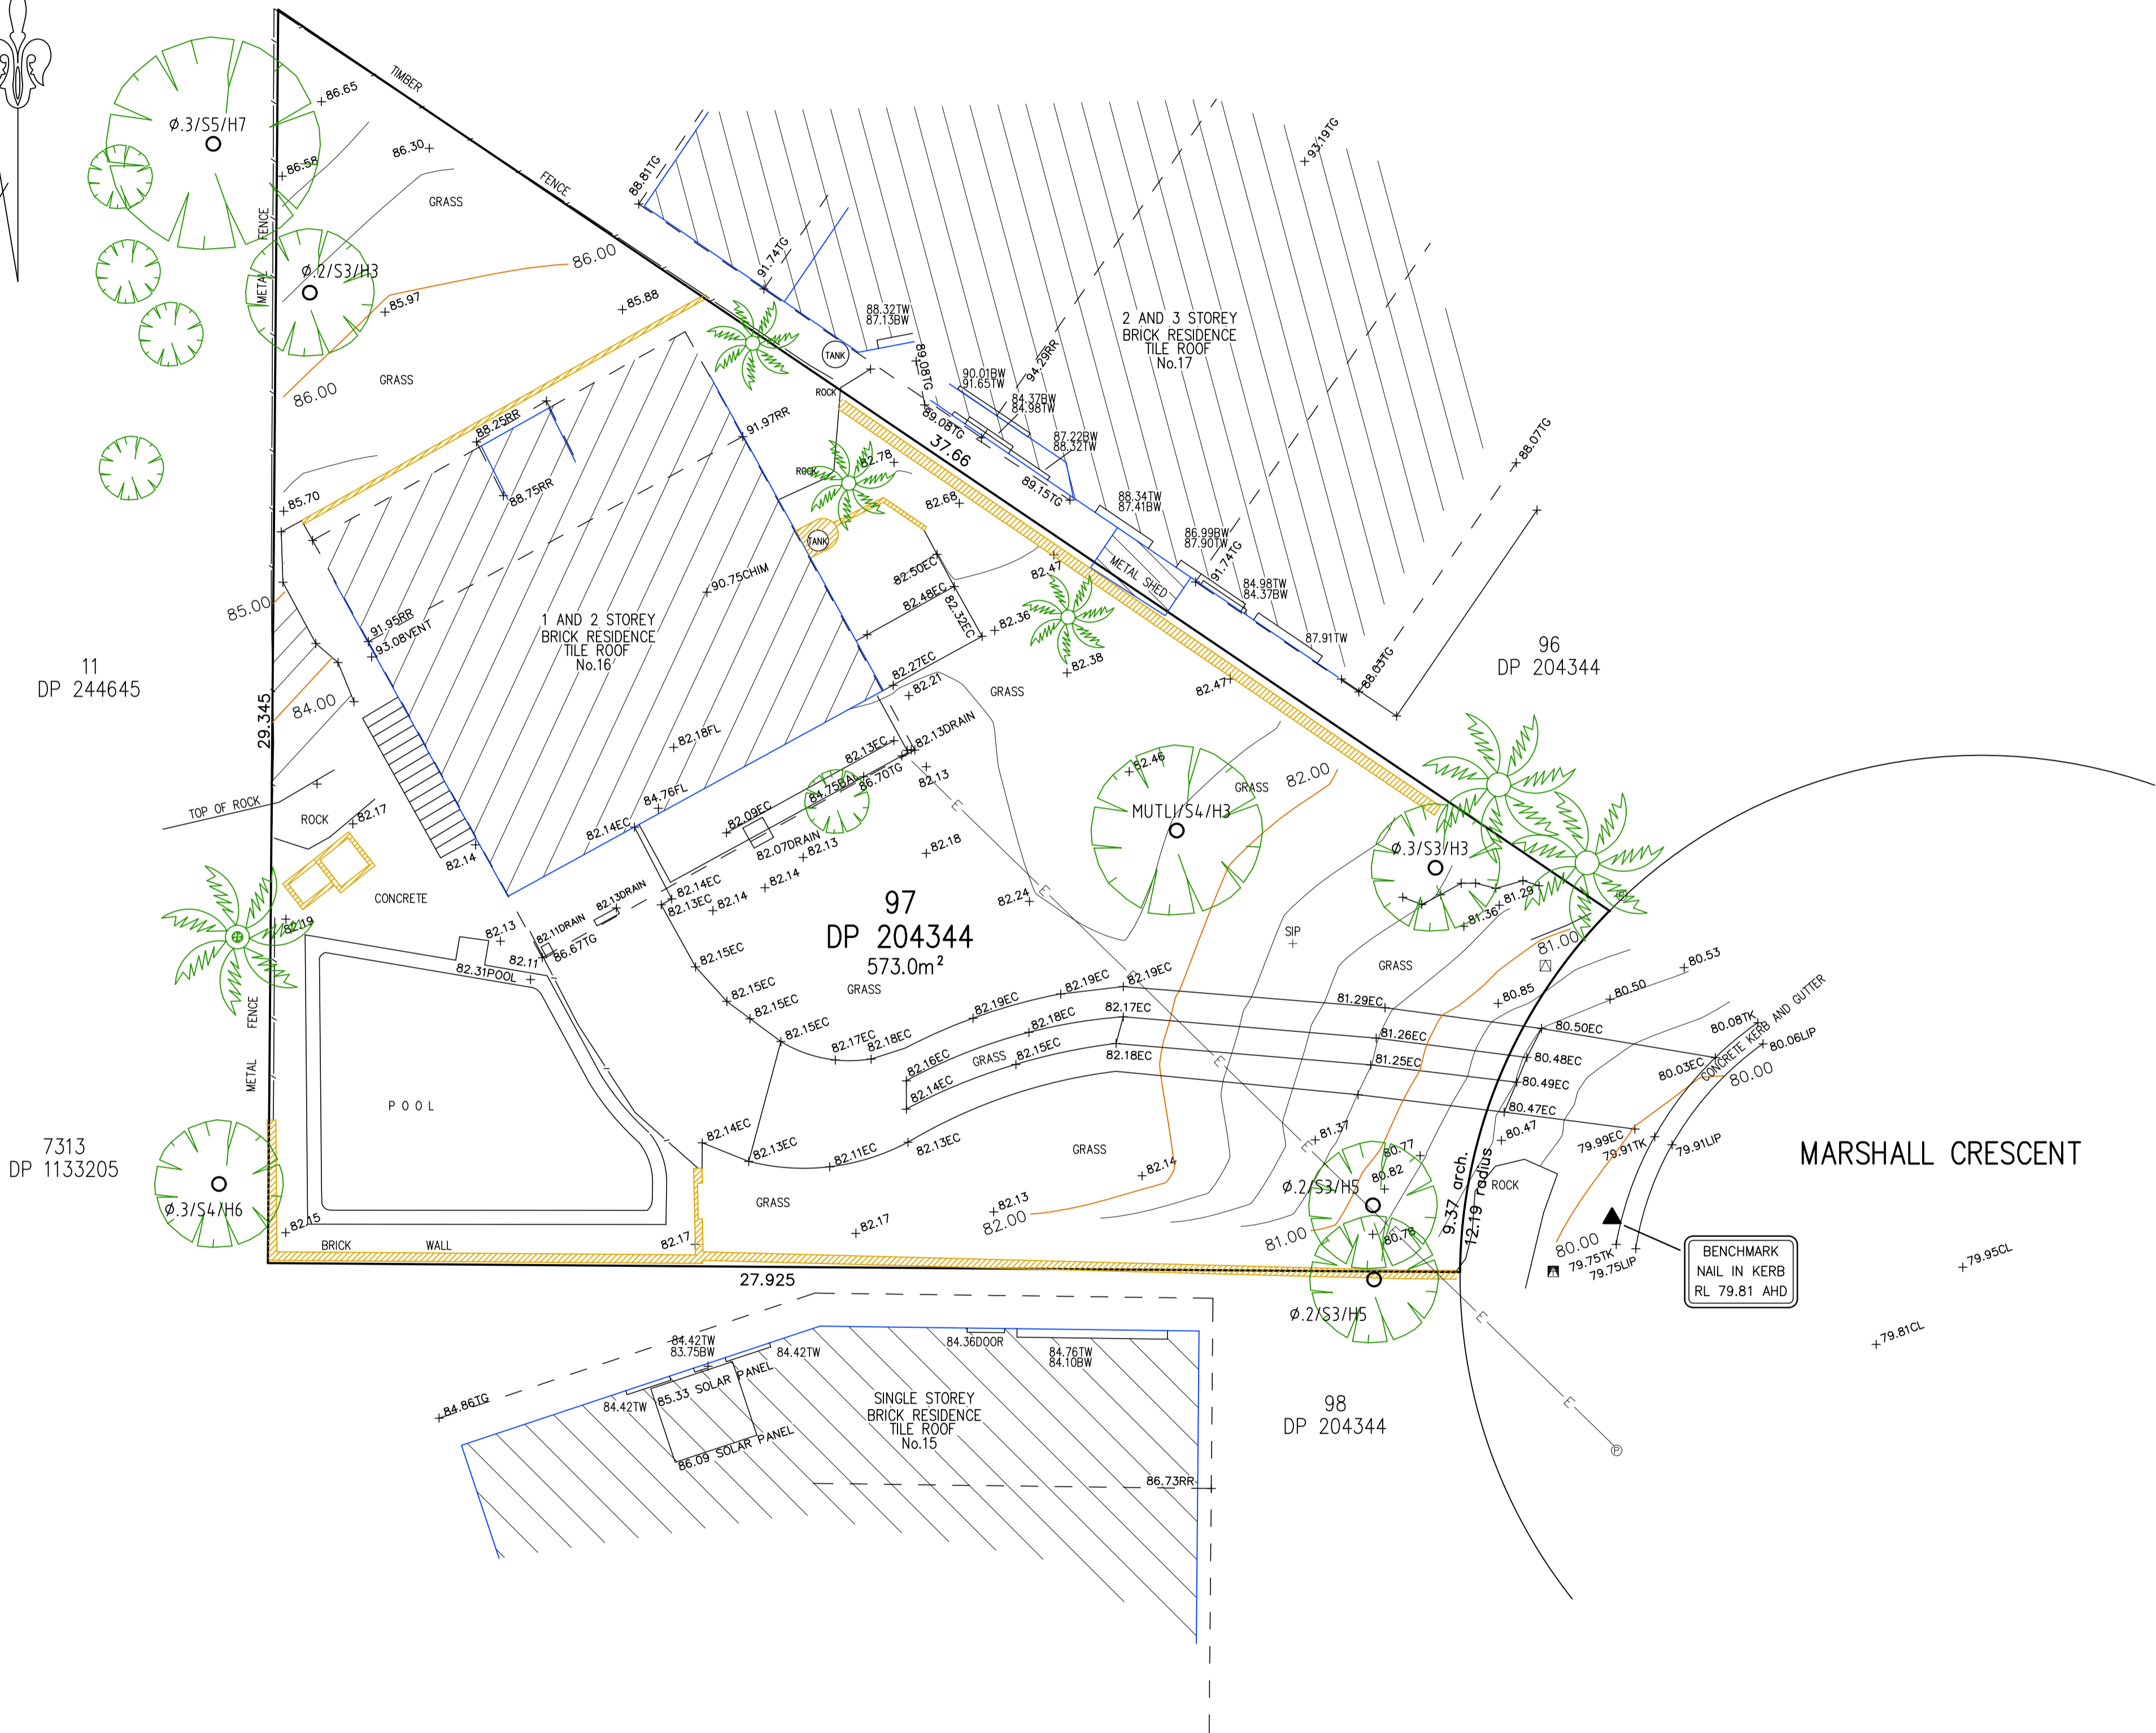 TIMBER
FENCE
86.65
Ø.3/S5/H7
86.30
86.58
GRASS
METAL FENCE
Ø.2/S3/H3
86.00
85.97
85.88
86.00
GRASS
88.81TG
91.74TG
93.19TG
88.32TW
87.13BW
TANK
89.08TG
2 AND 3 STOREY
BRICK RESIDENCE
TILE ROOF
No.17
94.29RR
90.01BW
91.65TW
84.37BW
84.98TW
ROCK
89.08TG
37.66
87.22BW
88.32TW
88.25RR
91.97RR
88.07TG
ROCK
82.78
89.15TG
88.75RR
85.70
82.68
88.34TW
87.41BW
TANK
86.99BW
87.90TW
91.74TG
82.50EC
82.47
METAL SHED
90.75CHIM
82.48EC
84.98TW
84.37BW
85.00
82.32EC
82.36
1 AND 2 STOREY
BRICK RESIDENCE
TILE ROOF
No.16
91.95RR
93.08VENT
87.91TW
96
DP 204344
11
DP 244645
82.38
82.27EC
82.21
GRASS
82.47
88.03TG
29.345
84.00
82.18FL
82.13EC
82.13DRAIN
84.75BAL
86.70TG
82.13
82.46
GRASS
82.00
TOP OF ROCK
ROCK
82.17
84.76FL
82.14EC
82.09EC
82.07DRAIN
82.13
82.18
MUTLI/S4/H3
Ø.3/S3/H3
82.14
CONCRETE
82.13DRAIN
82.14EC
82.13EC
82.14
82.14
97
DP 204344
573.0m²
82.24
81.29
81.36
82.19
82.13
82.11DRAIN
82.11
86.67TG
SIP
81.00
82.31POOL
82.15EC
GRASS
GRASS
80.53
80.50
80.85
82.15EC
82.15EC
82.15EC
82.19EC
82.19EC
82.19EC
81.29EC
METAL FENCE
82.17EC
82.18EC
82.18EC
82.17EC
81.26EC
80.50EC
80.08TK
CONCRETE KERB AND GUTTER
80.06LIP
82.16EC
GRASS
82.15EC
82.18EC
81.25EC
80.48EC
80.03EC
80.00
82.14EC
80.49EC
POOL
80.47EC
82.14EC
82.13EC
82.11EC
82.13EC
GRASS
81.37
80.77
80.82
80.47
79.99EC
79.91TK
79.91LIP
7313
DP 1133205
MARSHALL CRESCENT
82.14
Ø.2/S3/H5
9.37 arch.
12.19 radius
ROCK
Ø.3/S4/H6
82.15
GRASS
82.17
82.13
82.00
81.00
80.78
BRICK WALL
82.17
80.00
79.75TK
79.75LIP
BENCHMARK
NAIL IN KERB
RL 79.81 AHD
79.95CL
27.925
Ø.2/S3/H5
79.81CL
84.42TW
83.75BW
84.42TW
84.36DOOR
84.76TW
84.10BW
85.33 SOLAR PANEL
84.86TG
84.42TW
SINGLE STOREY
BRICK RESIDENCE
TILE ROOF
No.15
98
DP 204344
86.09 SOLAR PANEL
86.73RR
E
E
E
E
E
E
E
P